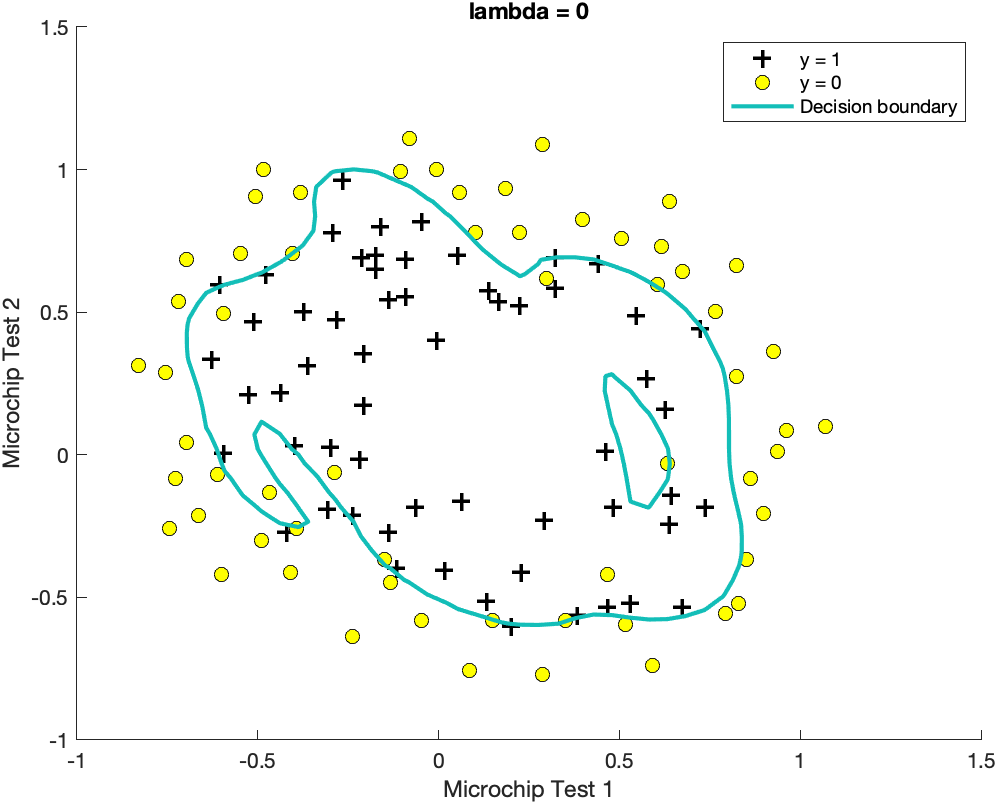 lambda = 0
1.5
y = 1
y = 0
Decision boundary
1
0.5
0
-0.5
-1
-1
-0.5
0
0.5
1
1.5
Microchip Test 1
Microchip Test 2